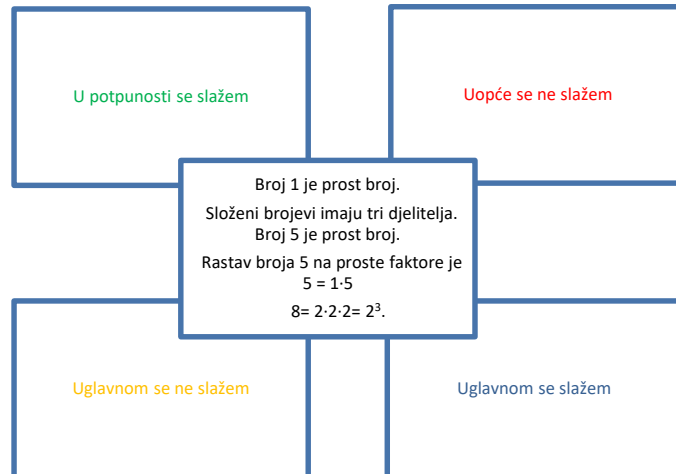 U potpunosti se slažem
Uopće se ne slažem
Broj 1 je prost broj.
Složeni brojevi imaju tri djelitelja.
Broj 5 je prost broj.
Rastav broja 5 na proste faktore je
5 = 1·5
8= 2·2·2= 2³.
Uglavnom se ne slažem
Uglavnom se slažem